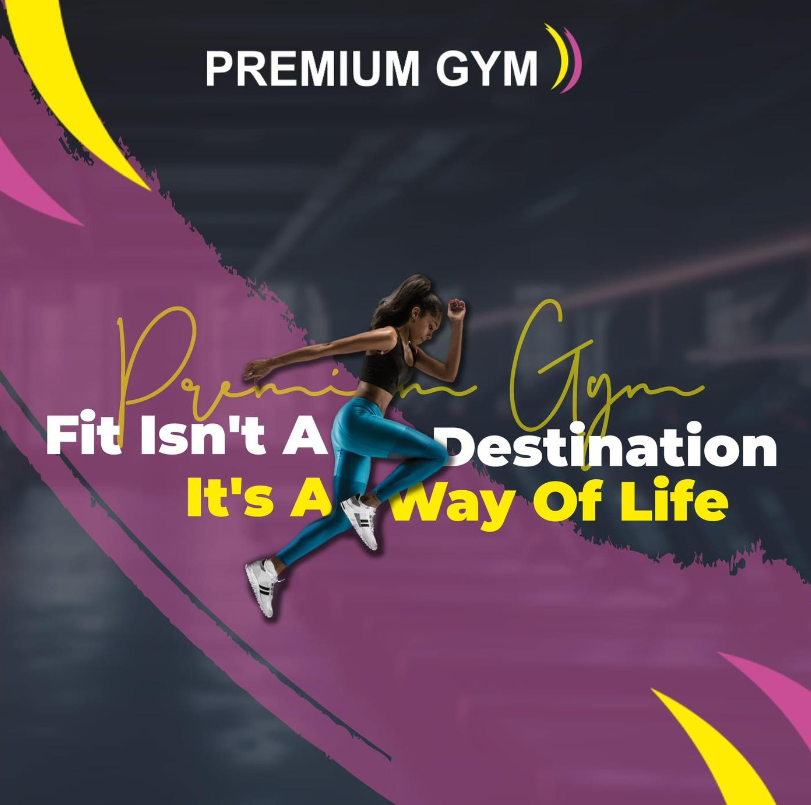 PREMIUM GYM
Premium Gym
Fit Isn't A Destination
It's A Way Of Life